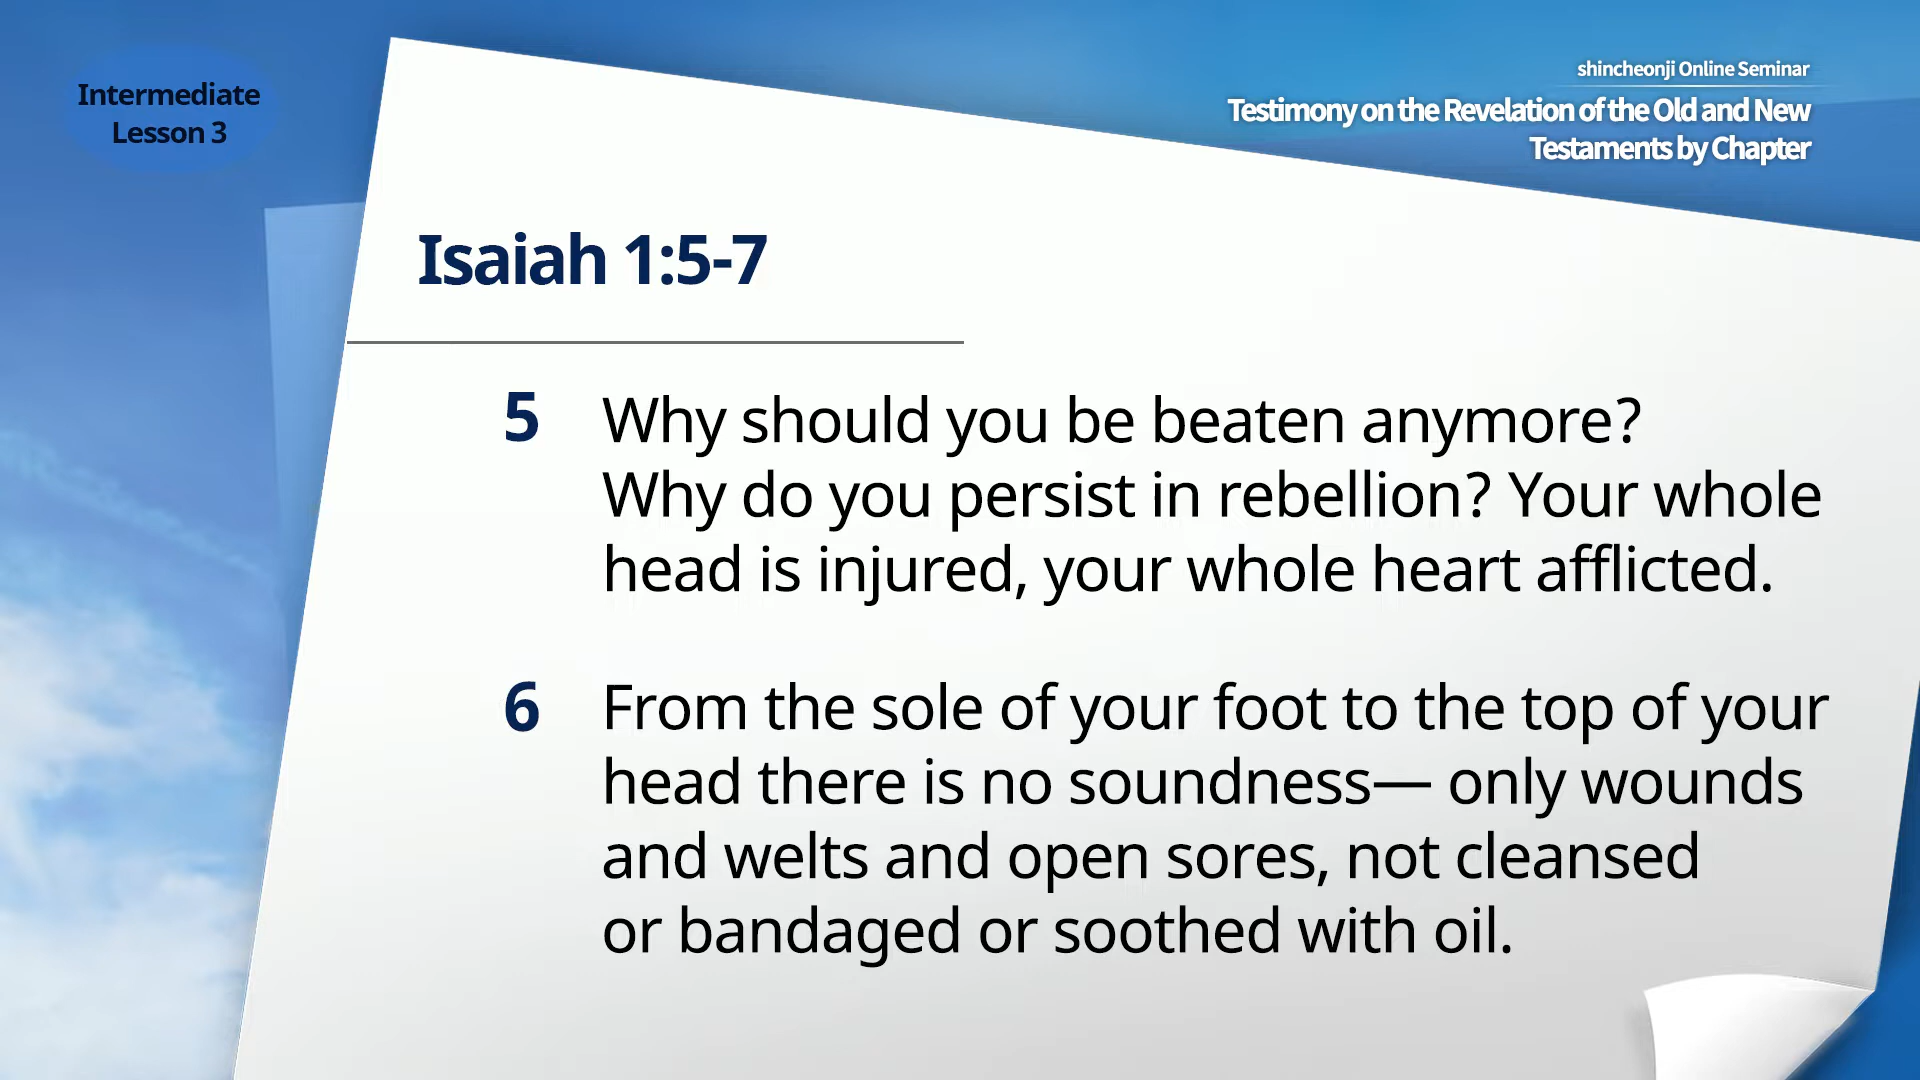 Intermediate
Lesson 3
shincheonji Online Seminar
Testimony on the Revelation of the Old and New
Testaments by Chapter
Isaiah 1:5-7
5 Why should you be beaten anymore?
Why do you persist in rebellion? Your whole
head is injured, your whole heart afflicted.
6 From the sole of your foot to the top of your
head there is no soundness— only wounds
and welts and open sores, not cleansed
or bandaged or soothed with oil.